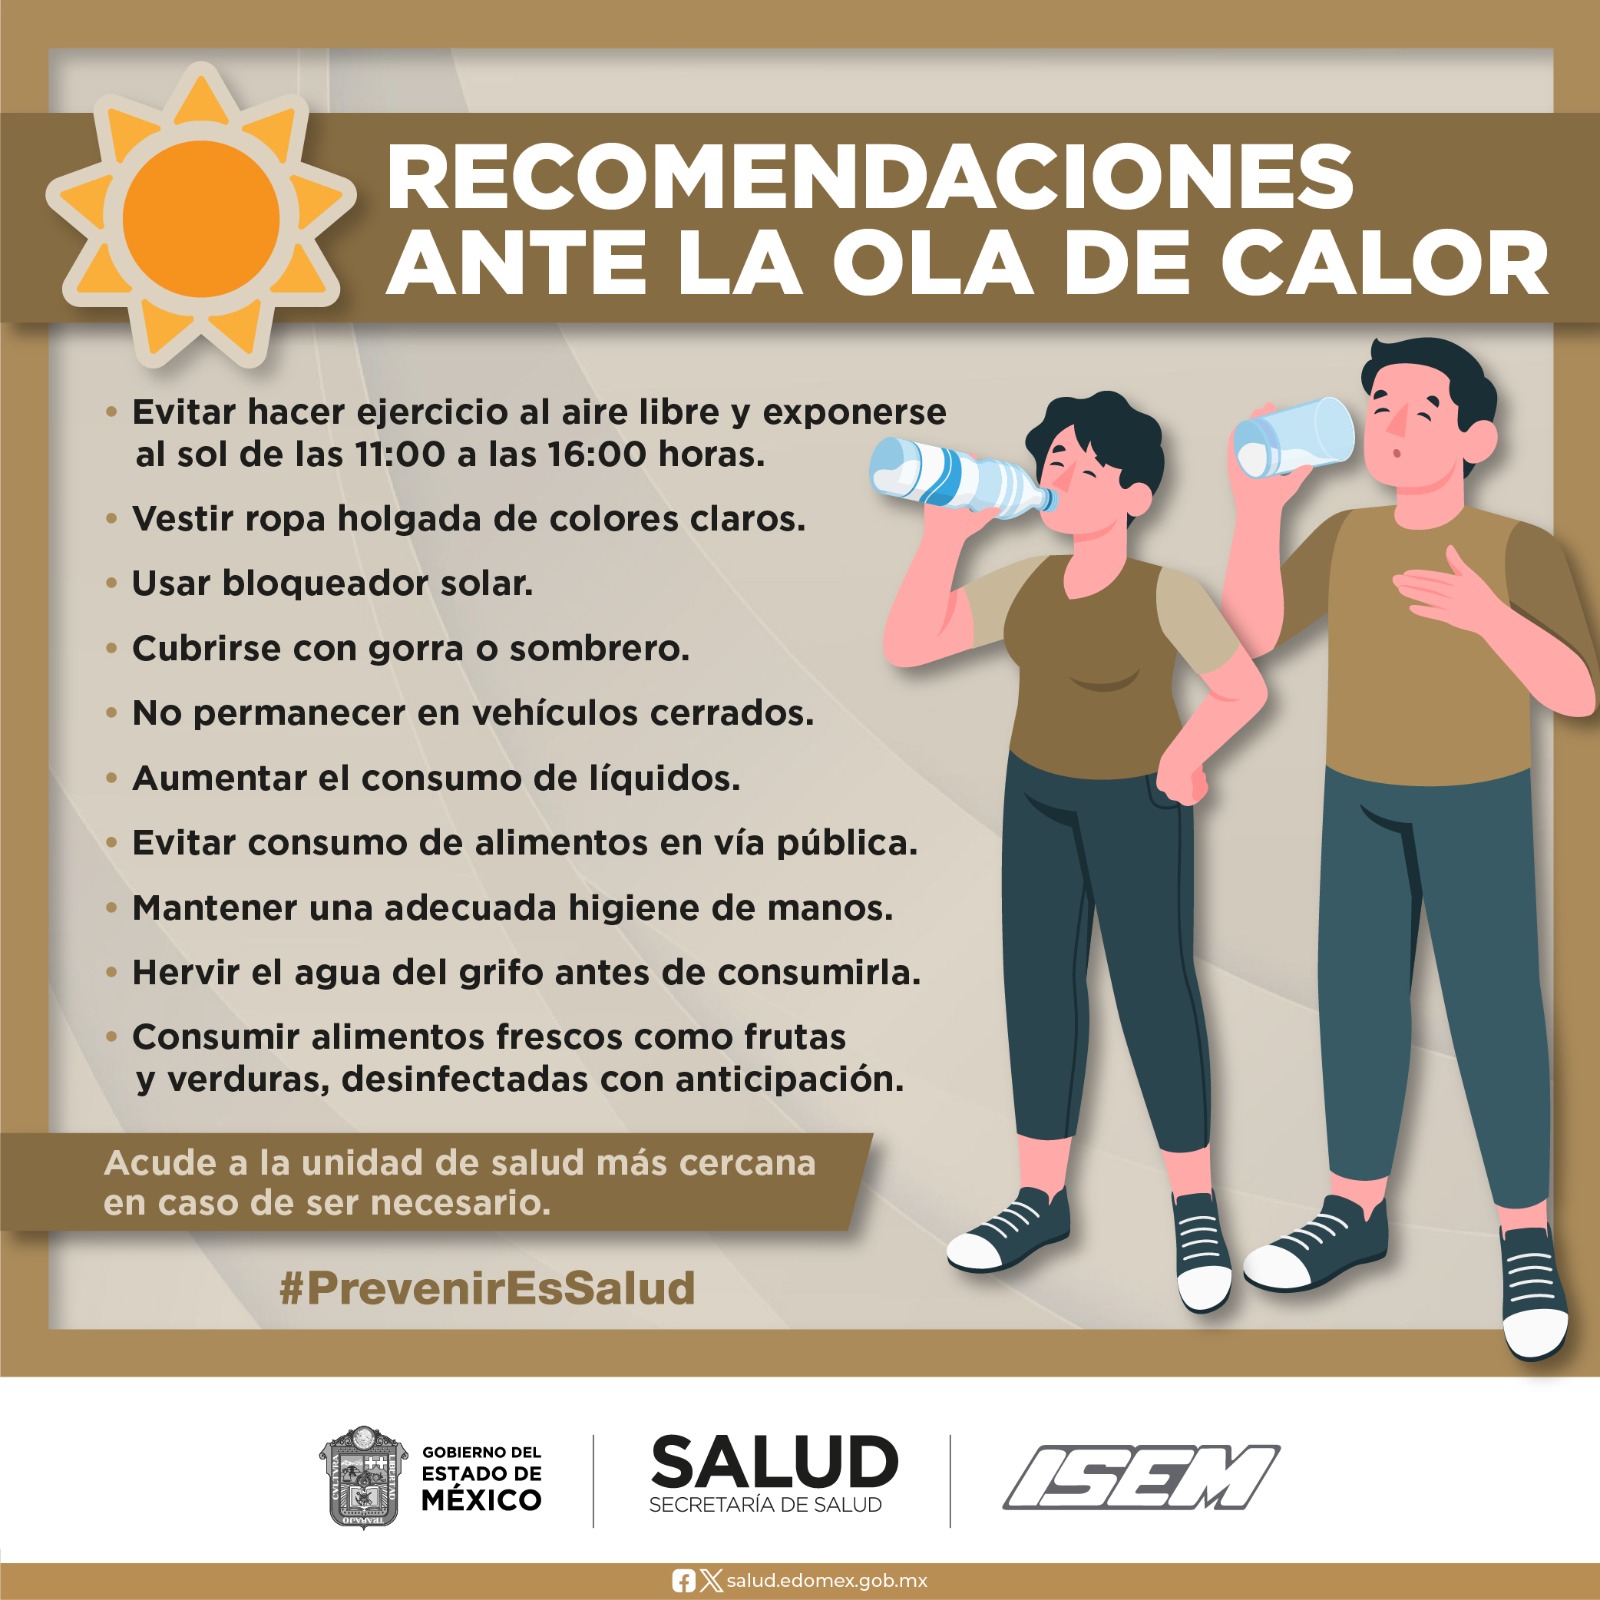 RECOMENDACIONES
ANTE LA OLA DE CALOR
• Evitar hacer ejercicio al aire libre y exponerse
al sol de las 11:00 a las 16:00 horas.
• Vestir ropa holgada de colores claros.
• Usar bloqueador solar.
• Cubrirse con gorra o sombrero.
• No permanecer en vehículos cerrados.
• Aumentar el consumo de líquidos.
• Evitar consumo de alimentos en vía pública.
• Mantener una adecuada higiene de manos.
• Hervir el agua del grifo antes de consumirla.
• Consumir alimentos frescos como frutas
y verduras, desinfectadas con anticipación.
Acude a la unidad de salud más cercana
en caso de ser necesario.
#PrevenirEsSalud
GOBIERNO DEL
ESTADO DE
MÉXICO
SALUD
SECRETARÍA DE SALUD
ISEM
salud.edomex.gob.mx